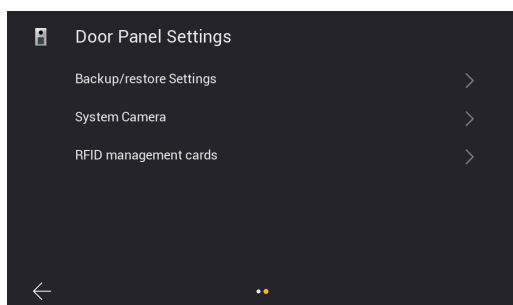 Door Panel Settings
Backup/restore Settings
System Camera
RFID management cards